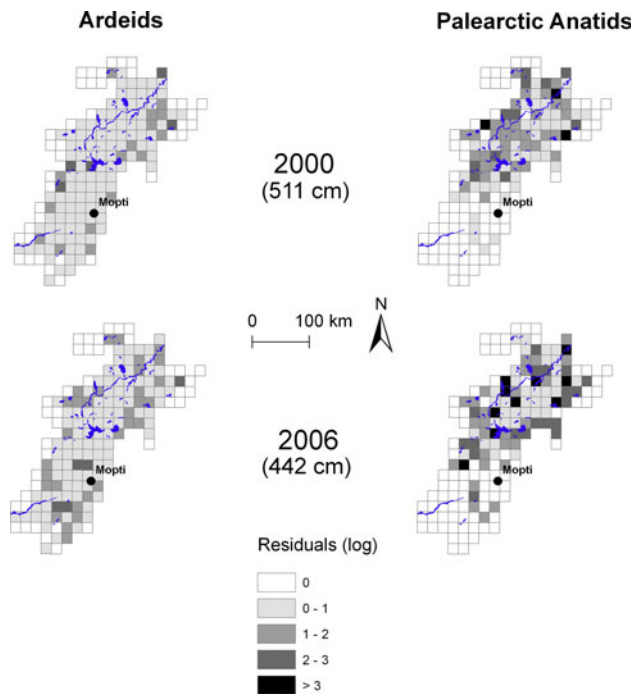 Ardeids
Palearctic Anatids
2000
(511 cm)
Mopti
Mopti
N
0 100 km
2006
(442 cm)
Mopti
Mopti
Residuals (log)
0
0 - 1
1 - 2
2 - 3
> 3